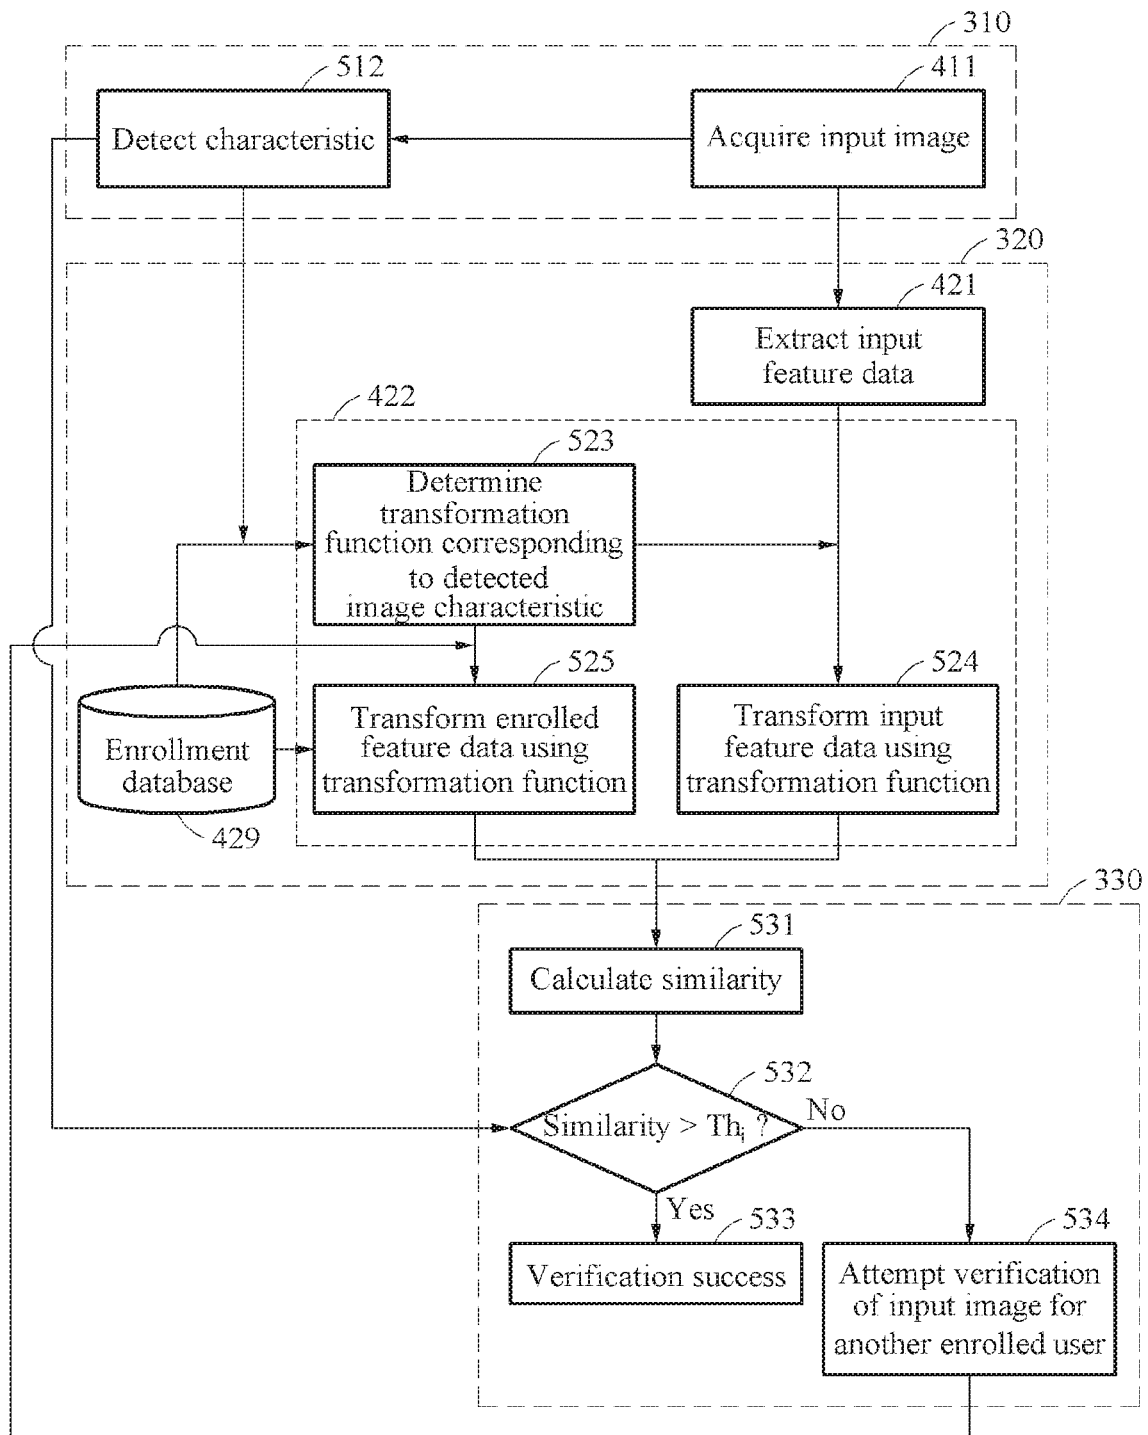 310
512
411
Detect characteristic
Acquire input image
320
421
Extract input
feature data
422
523
Determine
transformation
function corresponding
to detected
image characteristic
525
524
Enrollment
database
429
Transform enrolled
feature data using
transformation function
Transform input
feature data using
transformation function
330
531
Calculate similarity
532
Similarity > Thi ?
No
Yes
533
534
Verification success
Attempt verification
of input image for
another enrolled user